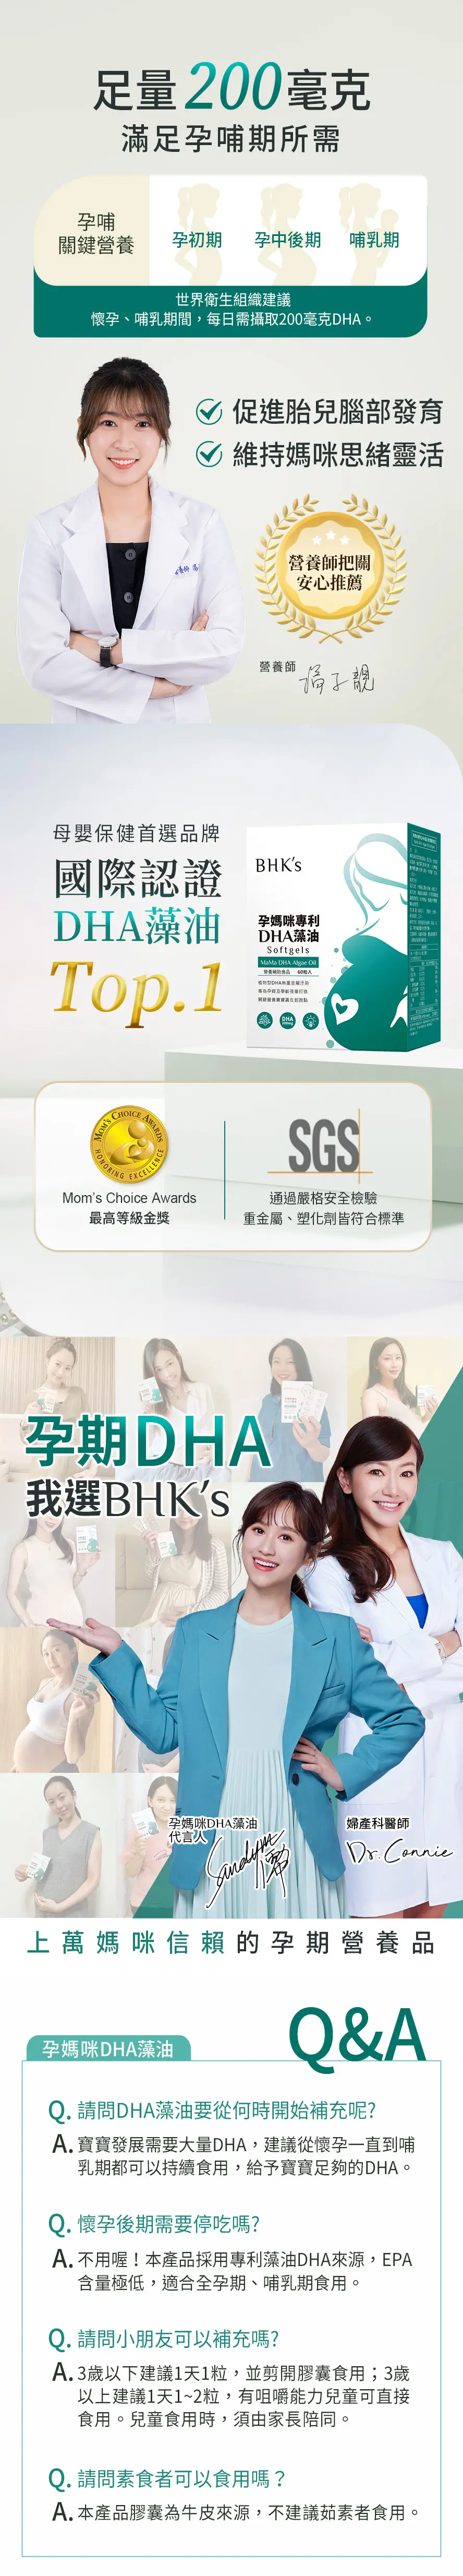 足量200毫克
滿足孕哺期所需
孕哺
關鍵營養
孕初期
孕中後期
哺乳期
世界衛生組織建議
懷孕、哺乳期間，每日需攝取200毫克DHA。
促進胎兒腦部發育
維持媽咪思緒靈活
營養師把關
安心推薦
營養師
母嬰保健首選品牌
國際認證
DHA藻油
Top.1
BHK's
孕媽咪專利
DHA藻油
Softgels
MaMa DHA Algae Oil
營養輔助食品 60粒入
DHA
MOM'S CHOICE AWARDS
HONORING EXCELLENCE
Mom's Choice Awards
最高等級金獎
SGS
通過嚴格安全檢驗
重金屬、塑化劑皆符合標準
孕期DHA
我選BHK's
孕媽咪DHA藻油
代言人
婦產科醫師
Dr. Connie
上萬媽咪信賴的孕期營養品
Q&A
孕媽咪DHA藻油
Q. 請問DHA藻油要從何時開始補充呢?
A. 寶寶發展需要大量DHA，建議從懷孕一直到哺
乳期都可以持續食用，給予寶寶足夠的DHA。
Q. 懷孕後期需要停吃嗎?
A. 不用喔！本產品採用專利藻油DHA來源，EPA
含量極低，適合全孕期、哺乳期食用。
Q. 請問小朋友可以補充嗎?
A. 3歲以下建議1天1粒，並剪開膠囊食用；3歲
以上建議1天1~2粒，有咀嚼能力兒童可直接
食用。兒童食用時，須由家長陪同。
Q. 請問素食者可以食用嗎？
A. 本產品膠囊為牛皮來源，不建議茹素者食用。